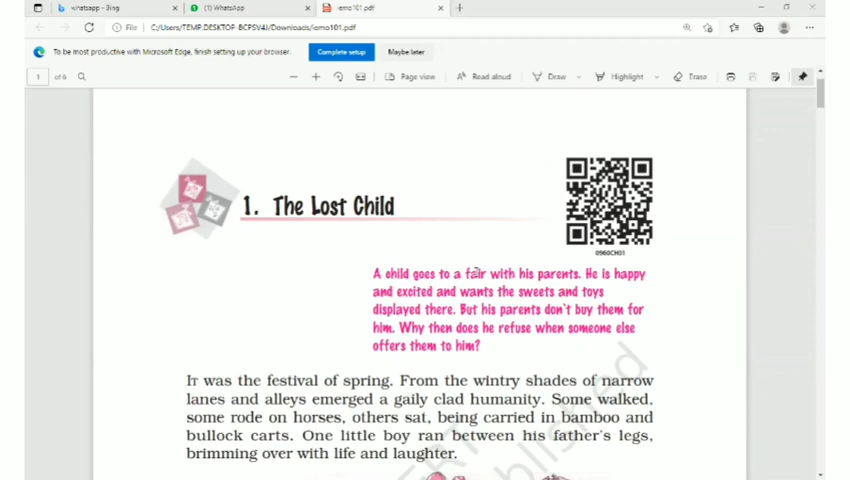 whatsapp - Bing
(1) WhatsApp
iemo101.pdf
File
C:/Users/TEMP.DESKTOP-BCPSV4J/Downloads/iemo101.pdf
To be most productive with Microsoft Edge, finish setting up your browser.
Complete setup
Maybe later
1 of 6
Page view
Read aloud
Draw
Highlight
Erase
1. The Lost Child
0960CH01
A child goes to a fair with his parents. He is happy
and excited and wants the sweets and toys
displayed there. But his parents don't buy them for
him. Why then does he refuse when someone else
offers them to him?
IT was the festival of spring. From the wintry shades of narrow
lanes and alleys emerged a gaily clad humanity. Some walked,
some rode on horses, others sat, being carried in bamboo and
bullock carts. One little boy ran between his father's legs,
brimming over with life and laughter.